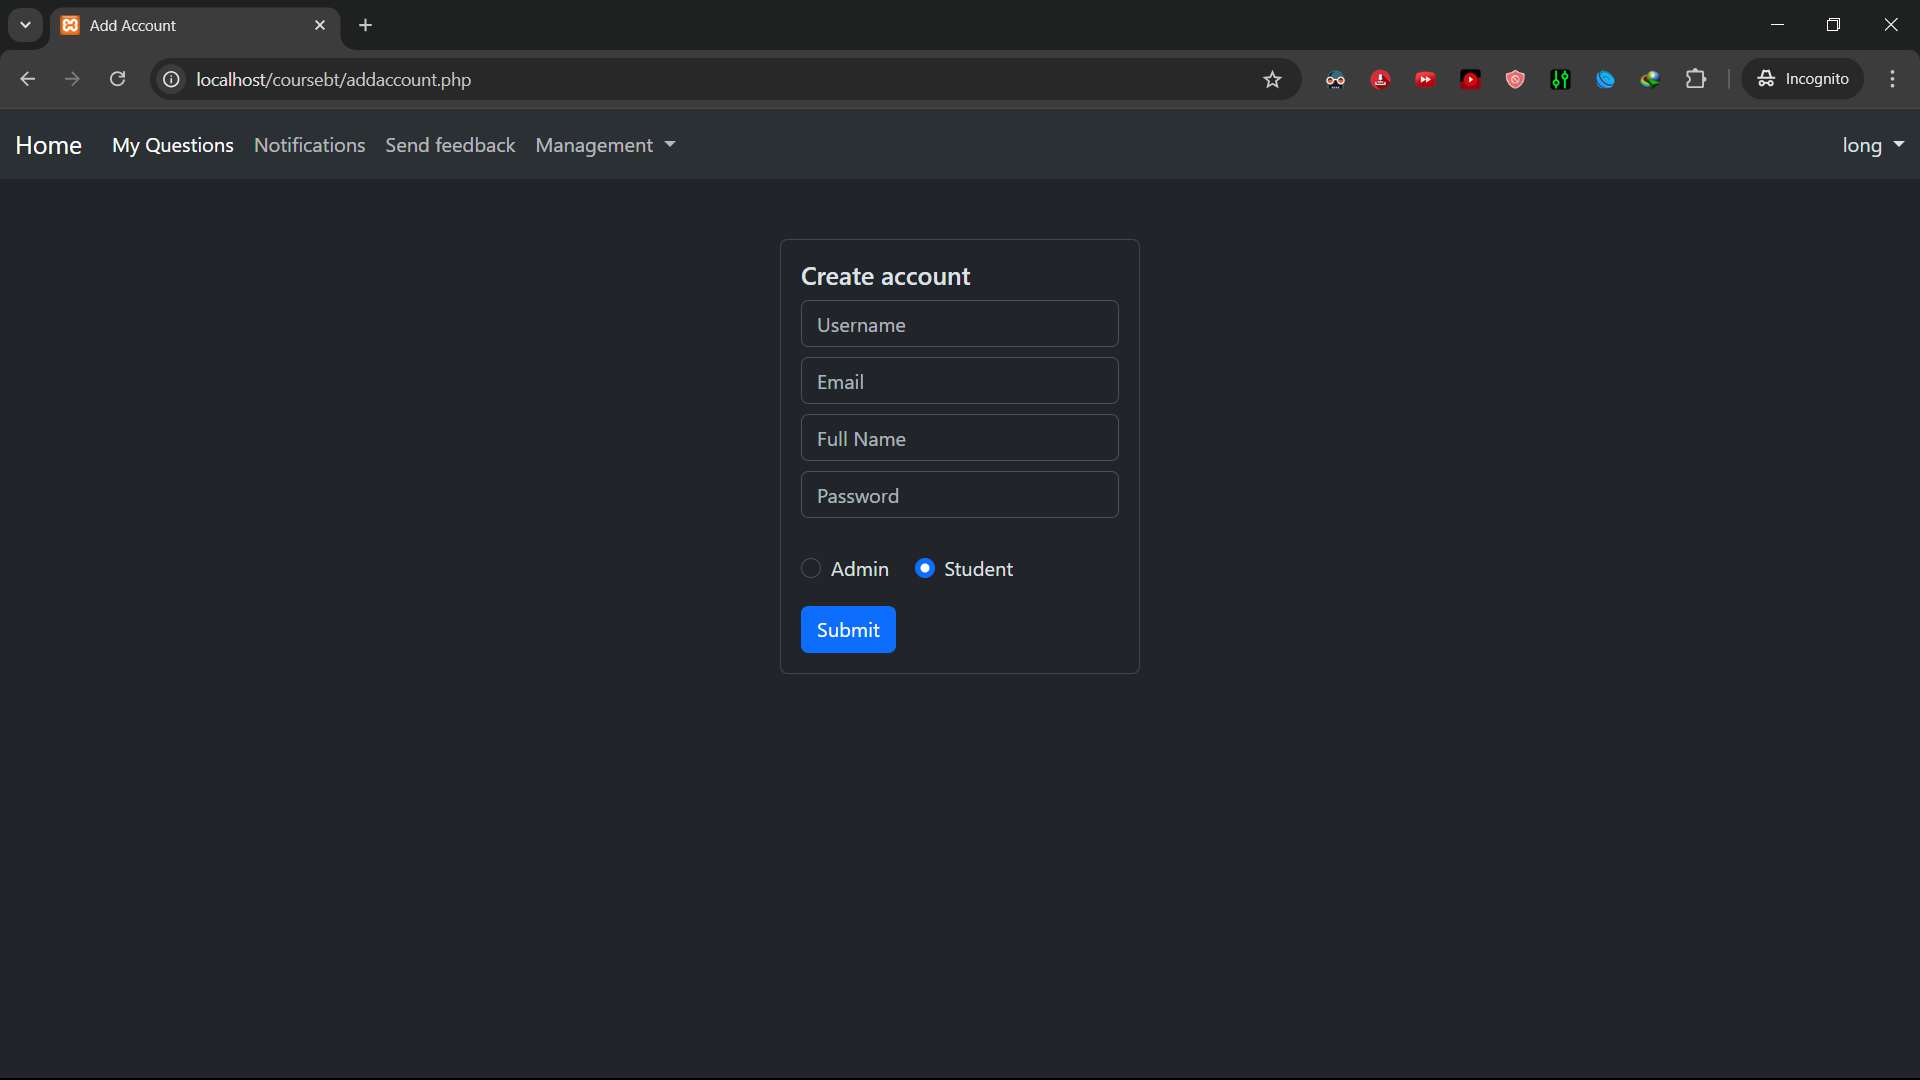 Add Account
localhost/coursebt/addaccount.php
Incognito
Home My Questions Notifications Send feedback Management long
Create account
Username
Email
Full Name
Password
Admin Student
Submit